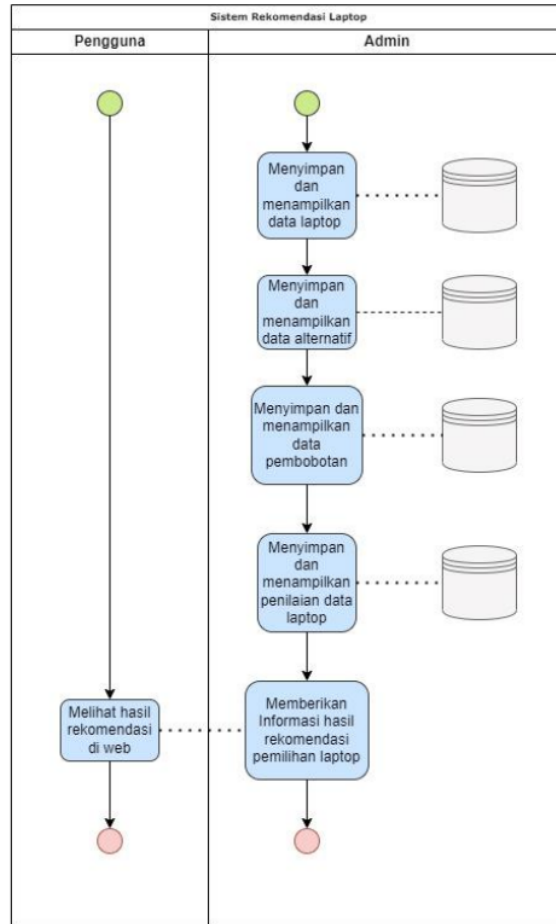 Sistem Rekomendasi Laptop
Pengguna
Admin
Menyimpan
dan
menampilkan
data laptop
Menyimpan
dan
menampilkan
data alternatif
Menyimpan dan
menampilkan
data
pembobotan
Menyimpan
dan
menampilkan
penilaian data
laptop
Melihat hasil
rekomendasi
di web
Memberikan
Informasi hasil
rekomendasi
pemilihan laptop